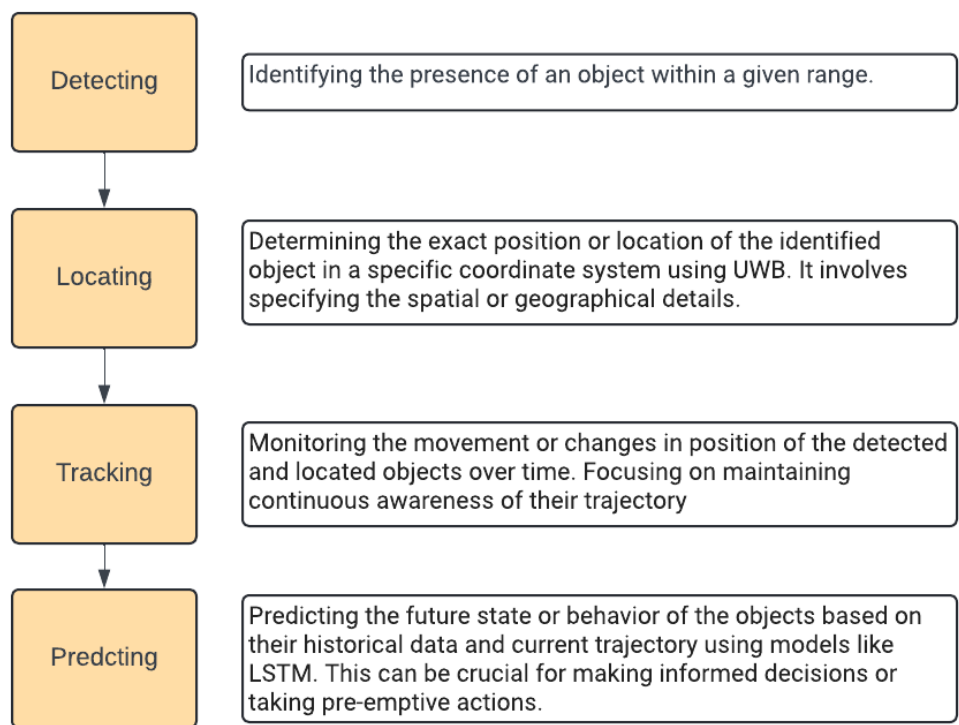 Detecting
Identifying the presence of an object within a given range.
Locating
Determining the exact position or location of the identified
object in a specific coordinate system using UWB. It involves
specifying the spatial or geographical details.
Tracking
Monitoring the movement or changes in position of the detected
and located objects over time. Focusing on maintaining
continuous awareness of their trajectory
Predcting
Predicting the future state or behavior of the objects based on
their historical data and current trajectory using models like
LSTM. This can be crucial for making informed decisions or
taking pre-emptive actions.